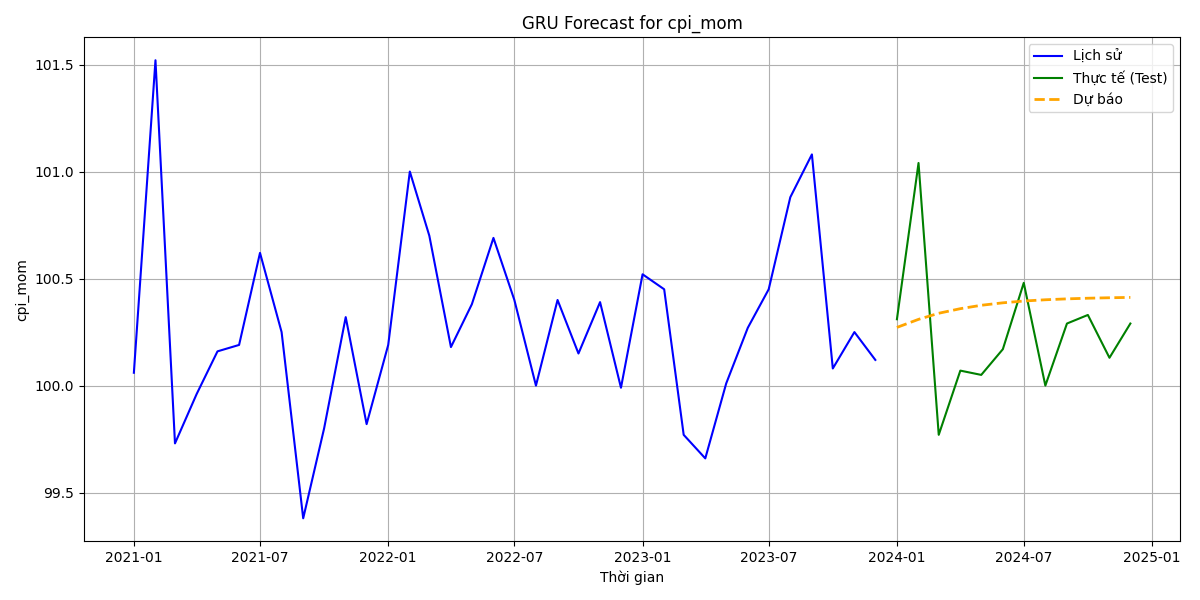 GRU Forecast for cpi_mom
Lịch sử
Thực tế (Test)
Dự báo
cpi_mom
101.5
101.0
100.5
100.0
99.5
2021-01
2021-07
2022-01
2022-07
2023-01
2023-07
2024-01
2024-07
2025-01
Thời gian